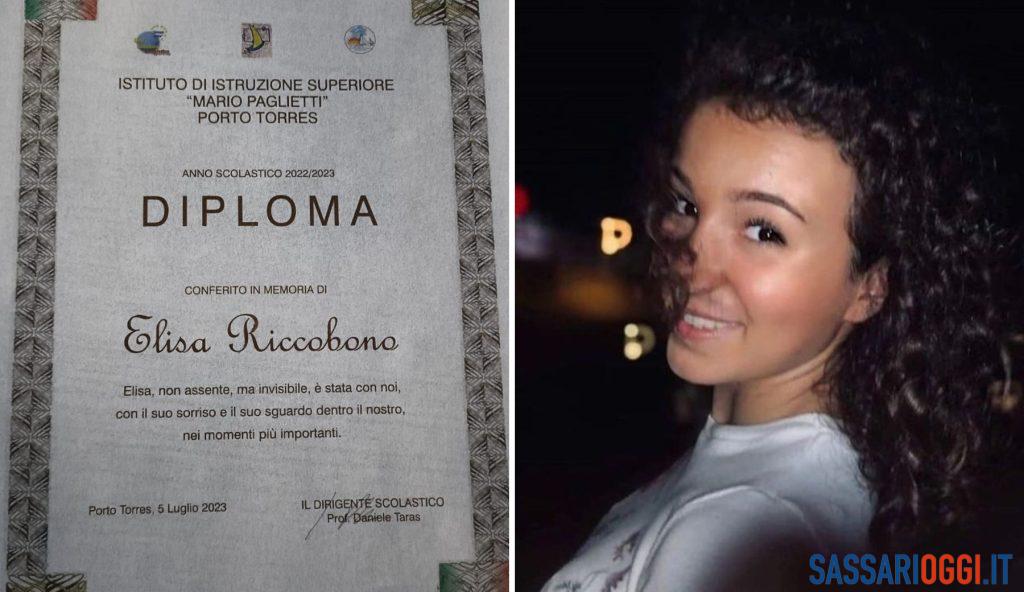 ISTITUTO DI ISTRUZIONE SUPERIORE
"MARIO PAGLIETTI"
PORTO TORRES
ANNO SCOLASTICO 2022/2023
DIPLOMA
CONFERITO IN MEMORIA DI
Elisa Riccobono
Elisa, non assente, ma invisibile, è stata con noi,
con il suo sorriso e il suo sguardo dentro il nostro,
nei momenti più importanti.
Porto Torres, 5 Luglio 2023
IL DIRIGENTE SCOLASTICO
Prof. Daniele Taras
SASSARIOGGI.IT